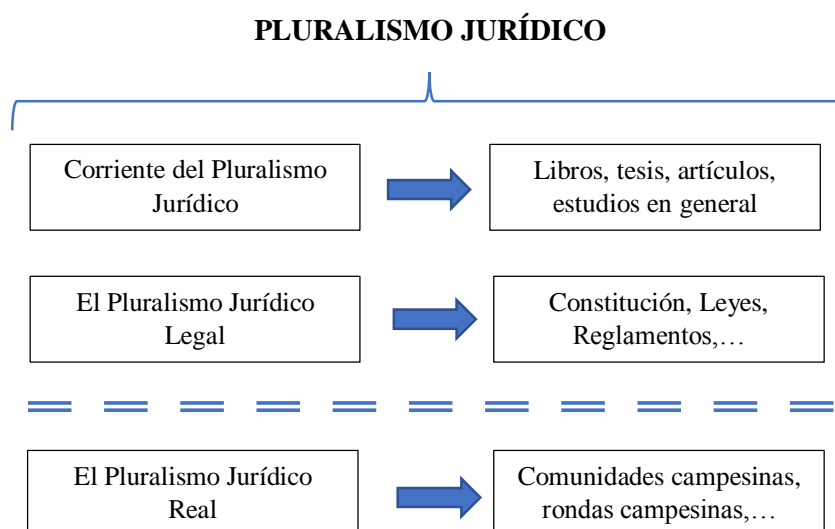 PLURALISMO JURÍDICO
Corriente del Pluralismo
Jurídico
Libros, tesis, artículos,
estudios en general
El Pluralismo Jurídico
Legal
Constitución, Leyes,
Reglamentos,…
El Pluralismo Jurídico
Real
Comunidades campesinas,
rondas campesinas,…